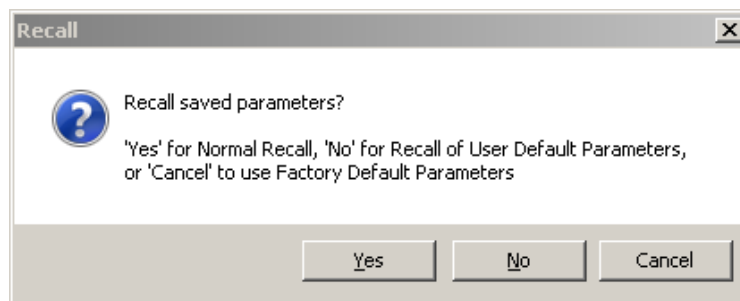 Recall
Recall saved parameters?
'Yes' for Normal Recall, 'No' for Recall of User Default Parameters,
or 'Cancel' to use Factory Default Parameters
Yes
No
Cancel